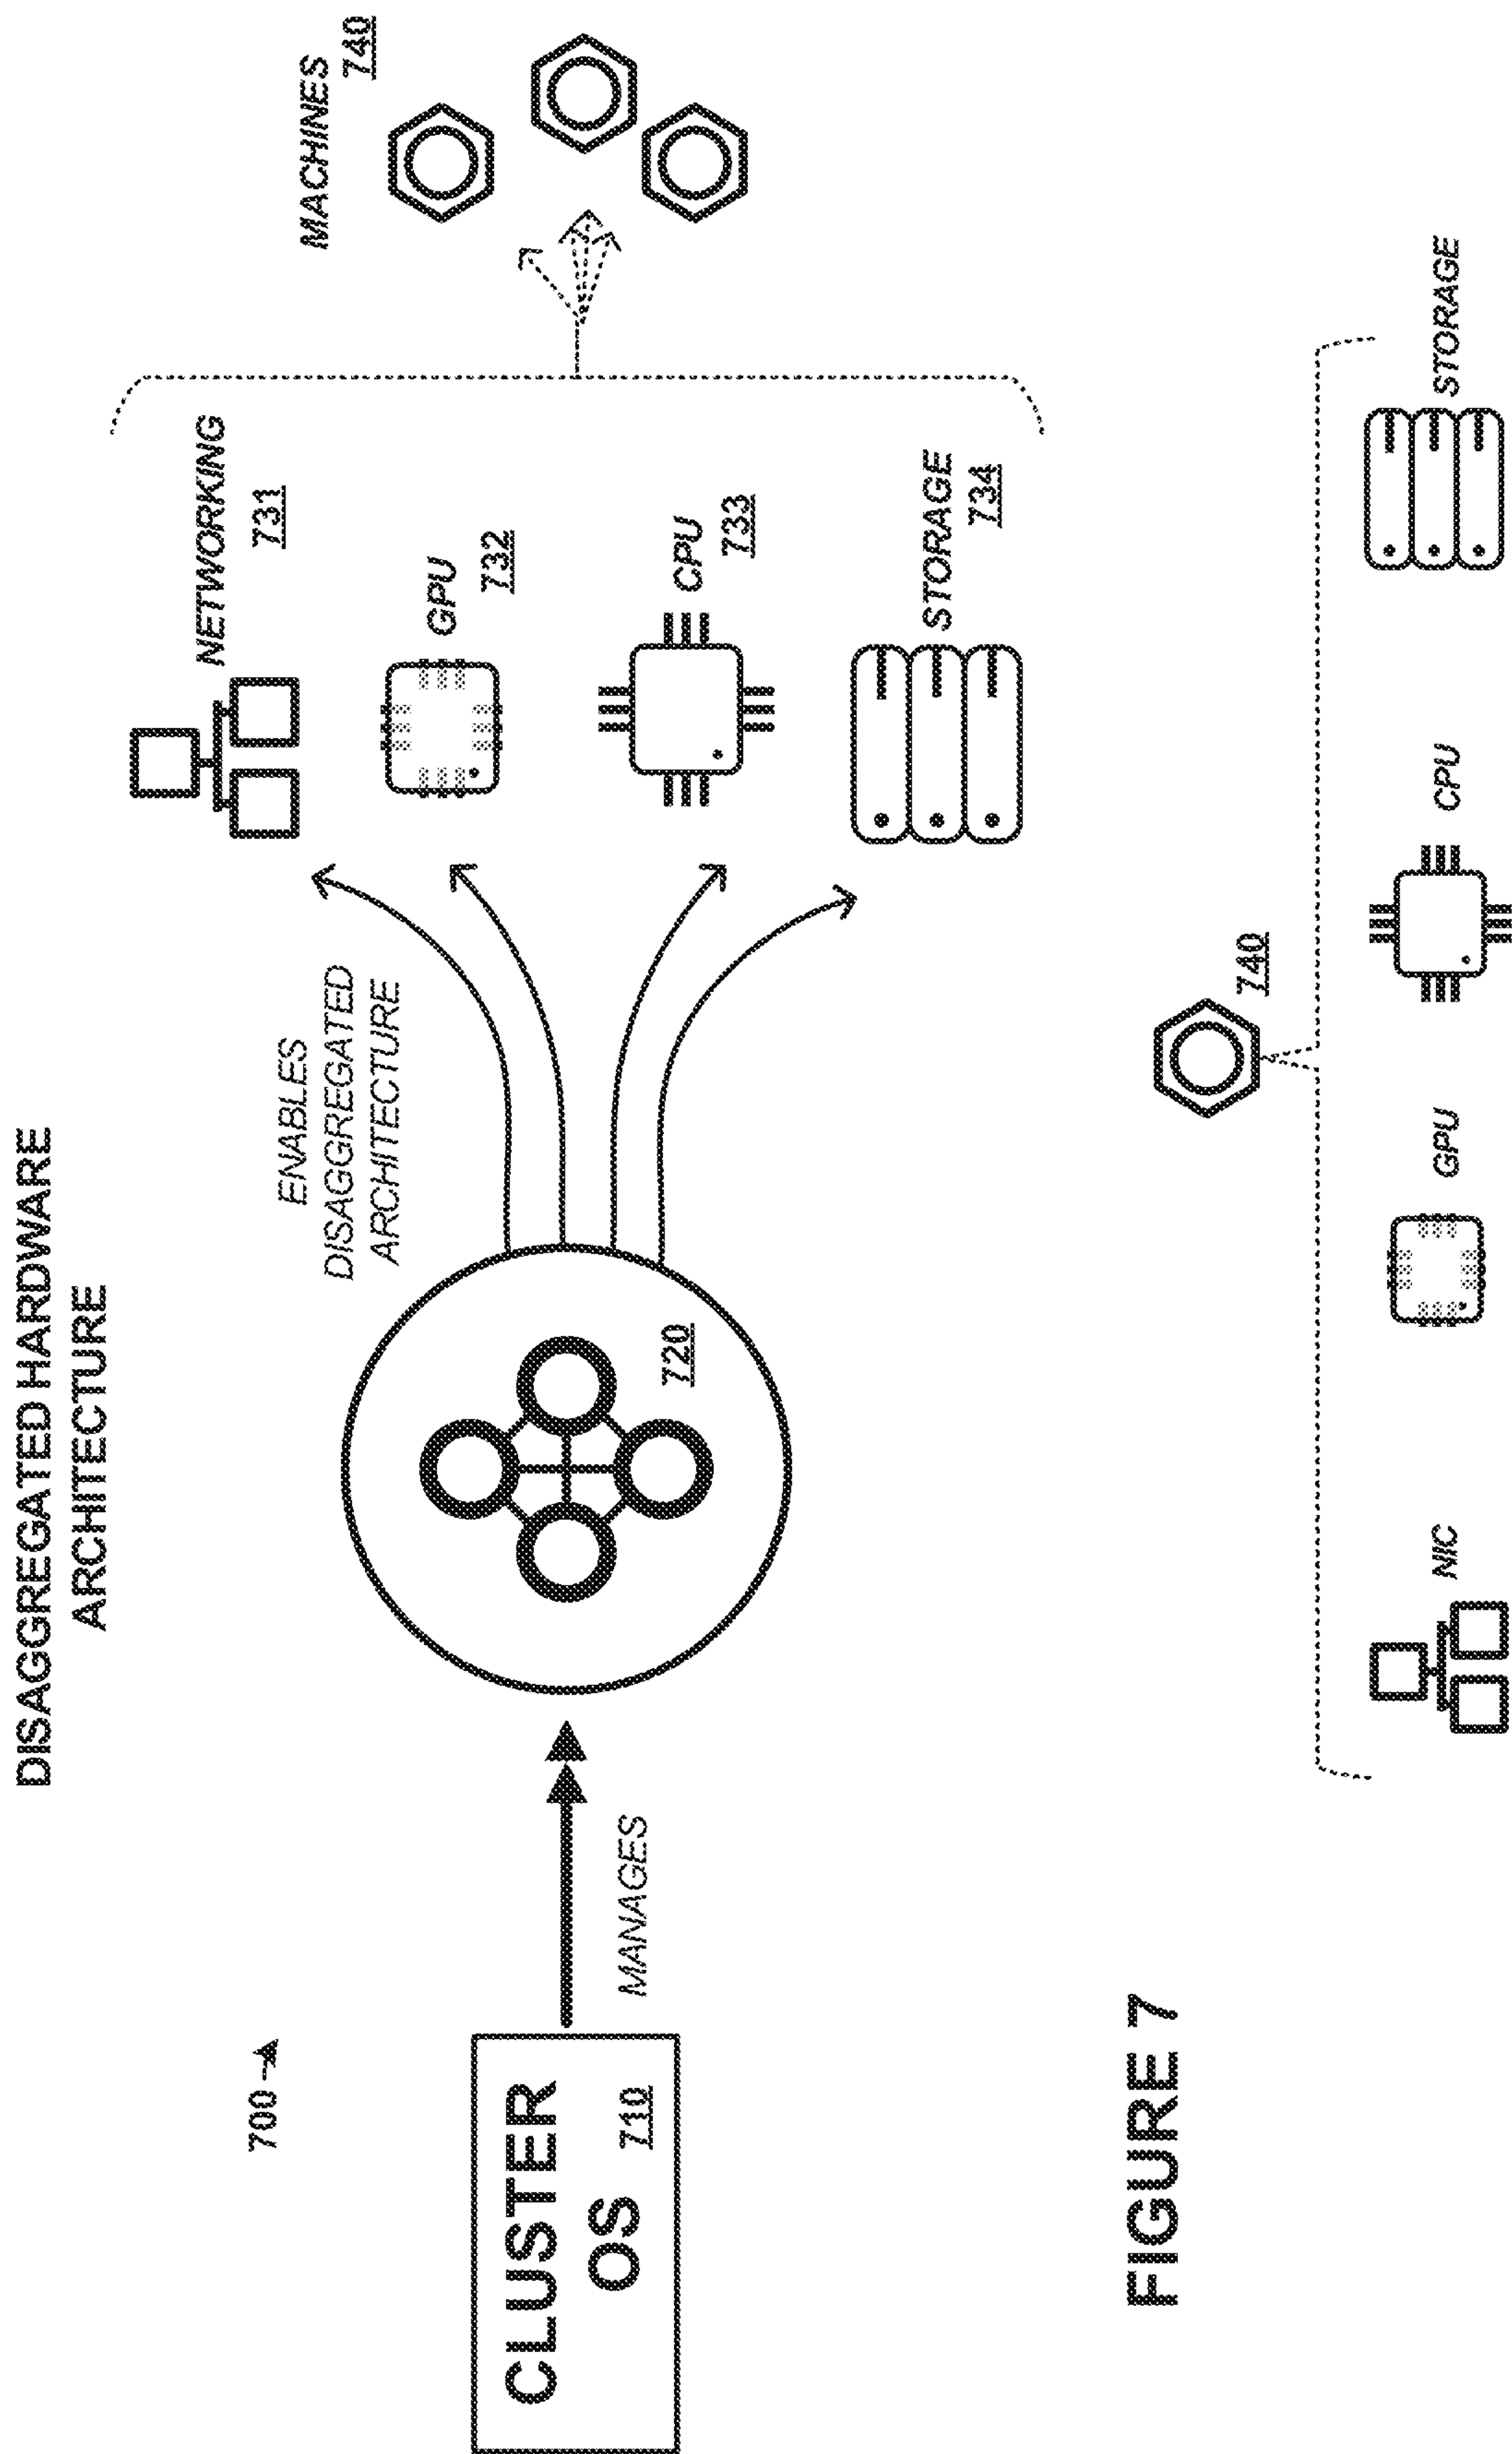 DISAGGREGATED HARDWARE
ARCHITECTURE
700
CLUSTER
OS 710
MANAGES
720
ENABLES
DISAGGREGATED
ARCHITECTURE
NETWORKING
731
GPU
732
CPU
733
STORAGE
734
MACHINES
740
740
NIC
GPU
CPU
STORAGE
FIGURE 7